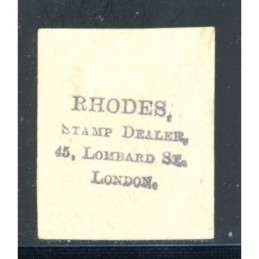 RHODES,
STAMP DEALER,
45, LOMBARD ST.
LONDON.